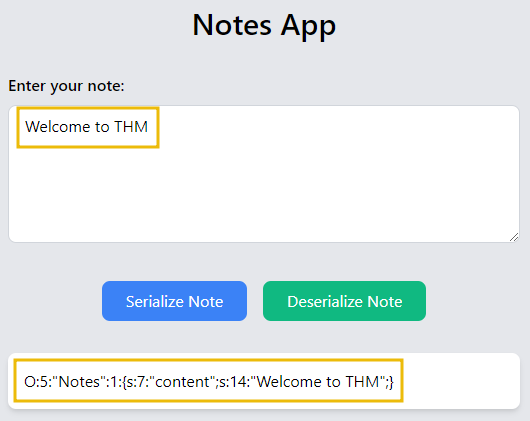 Notes App
Enter your note:
Welcome to THM
Serialize Note Deserialize Note
O:5:"Notes":1:{s:7:"content";s:14:"Welcome to THM";}